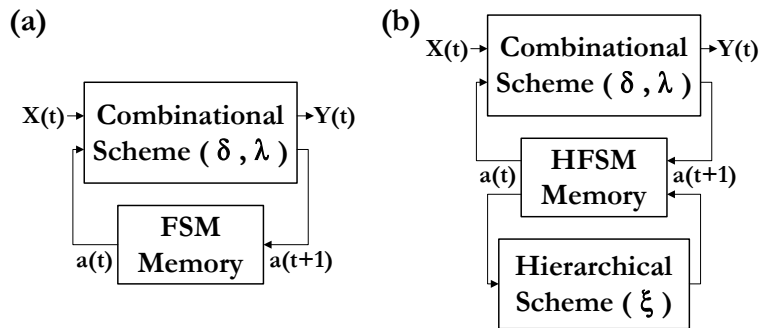 (a)
X(t)
Combinational
Scheme ( δ , λ )
Y(t)
a(t)
FSM
Memory
a(t+1)
(b)
X(t)
Combinational
Scheme ( δ , λ )
Y(t)
a(t)
HFSM
Memory
a(t+1)
Hierarchical
Scheme ( ξ )